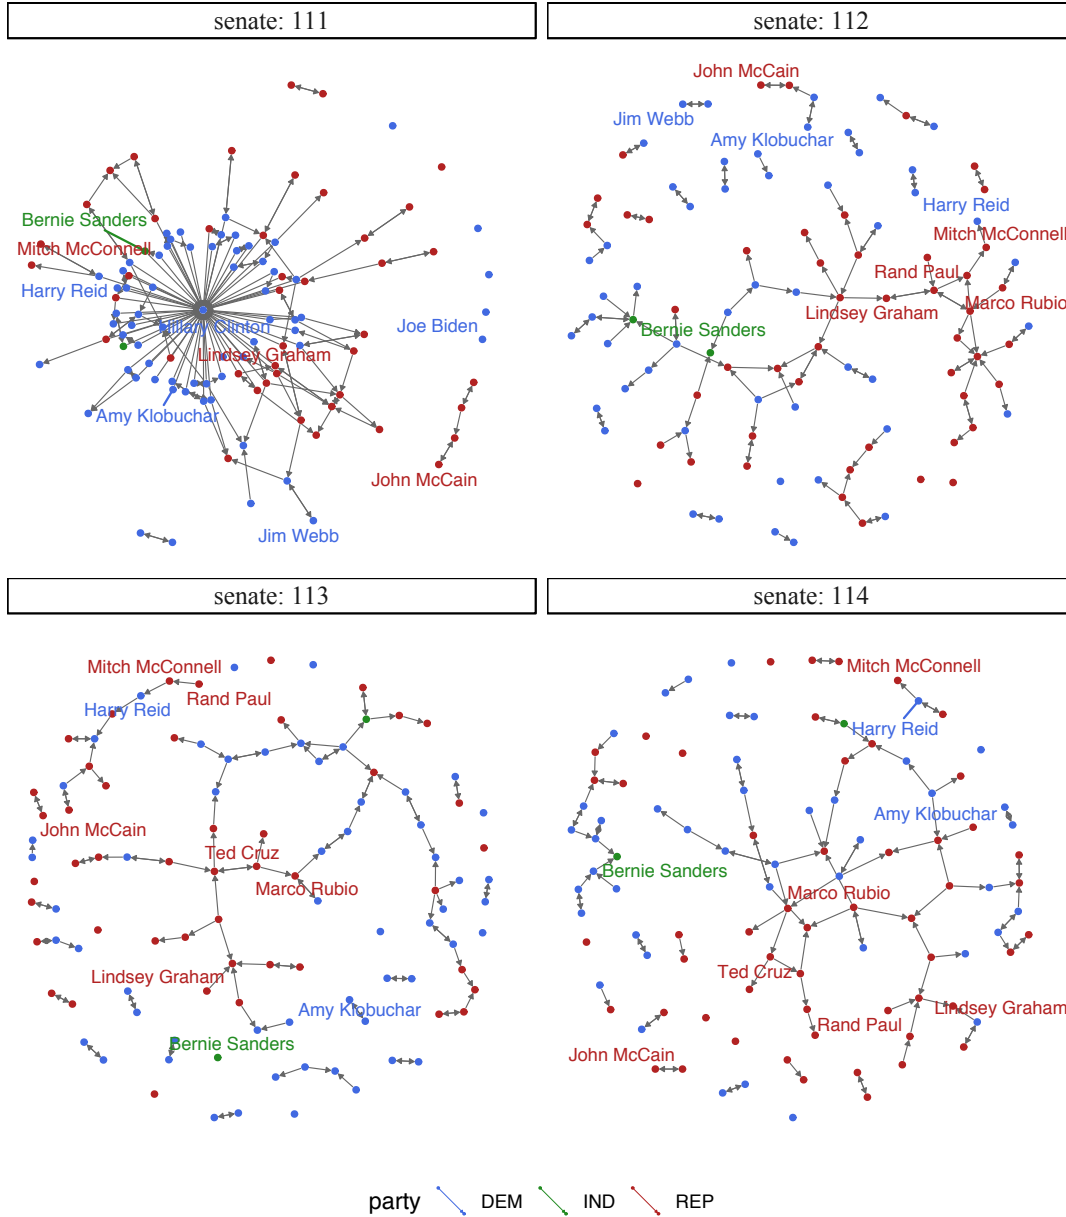 senate: 111
senate: 112
Bernie Sanders
Mitch McConnell
Harry Reid
Hillary Clinton
Joe Biden
Lindsey Graham
Amy Klobuchar
John McCain
Jim Webb
John McCain
Jim Webb
Amy Klobuchar
Harry Reid
Mitch McConnell
Rand Paul
Marco Rubio
Lindsey Graham
Bernie Sanders
senate: 113
senate: 114
Mitch McConnell
Rand Paul
Harry Reid
John McCain
Ted Cruz
Marco Rubio
Lindsey Graham
Amy Klobuchar
Bernie Sanders
Mitch McConnell
Harry Reid
Amy Klobuchar
Bernie Sanders
Marco Rubio
Ted Cruz
Lindsey Graham
Rand Paul
John McCain
party DEM IND REP